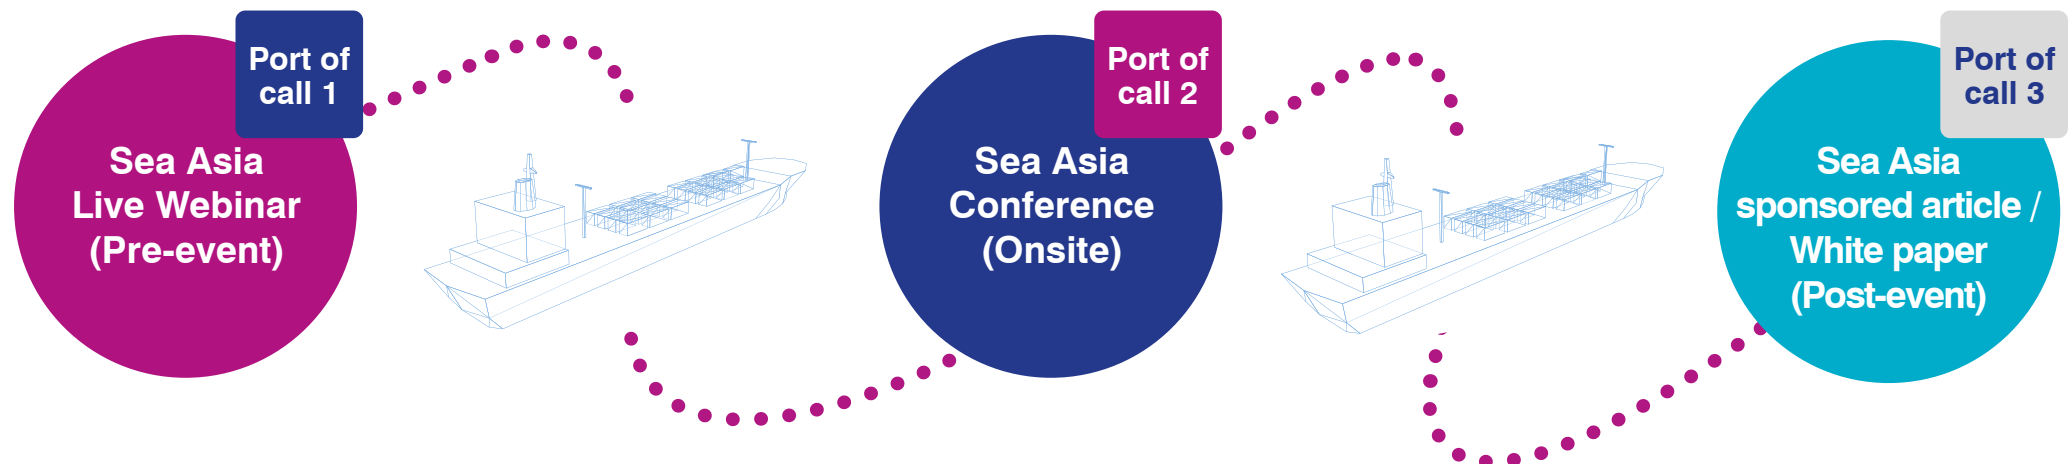 Port of
call 1
Sea Asia
Live Webinar
(Pre-event)
Port of
call 2
Sea Asia
Conference
(Onsite)
Port of
call 3
Sea Asia
sponsored article /
White paper
(Post-event)